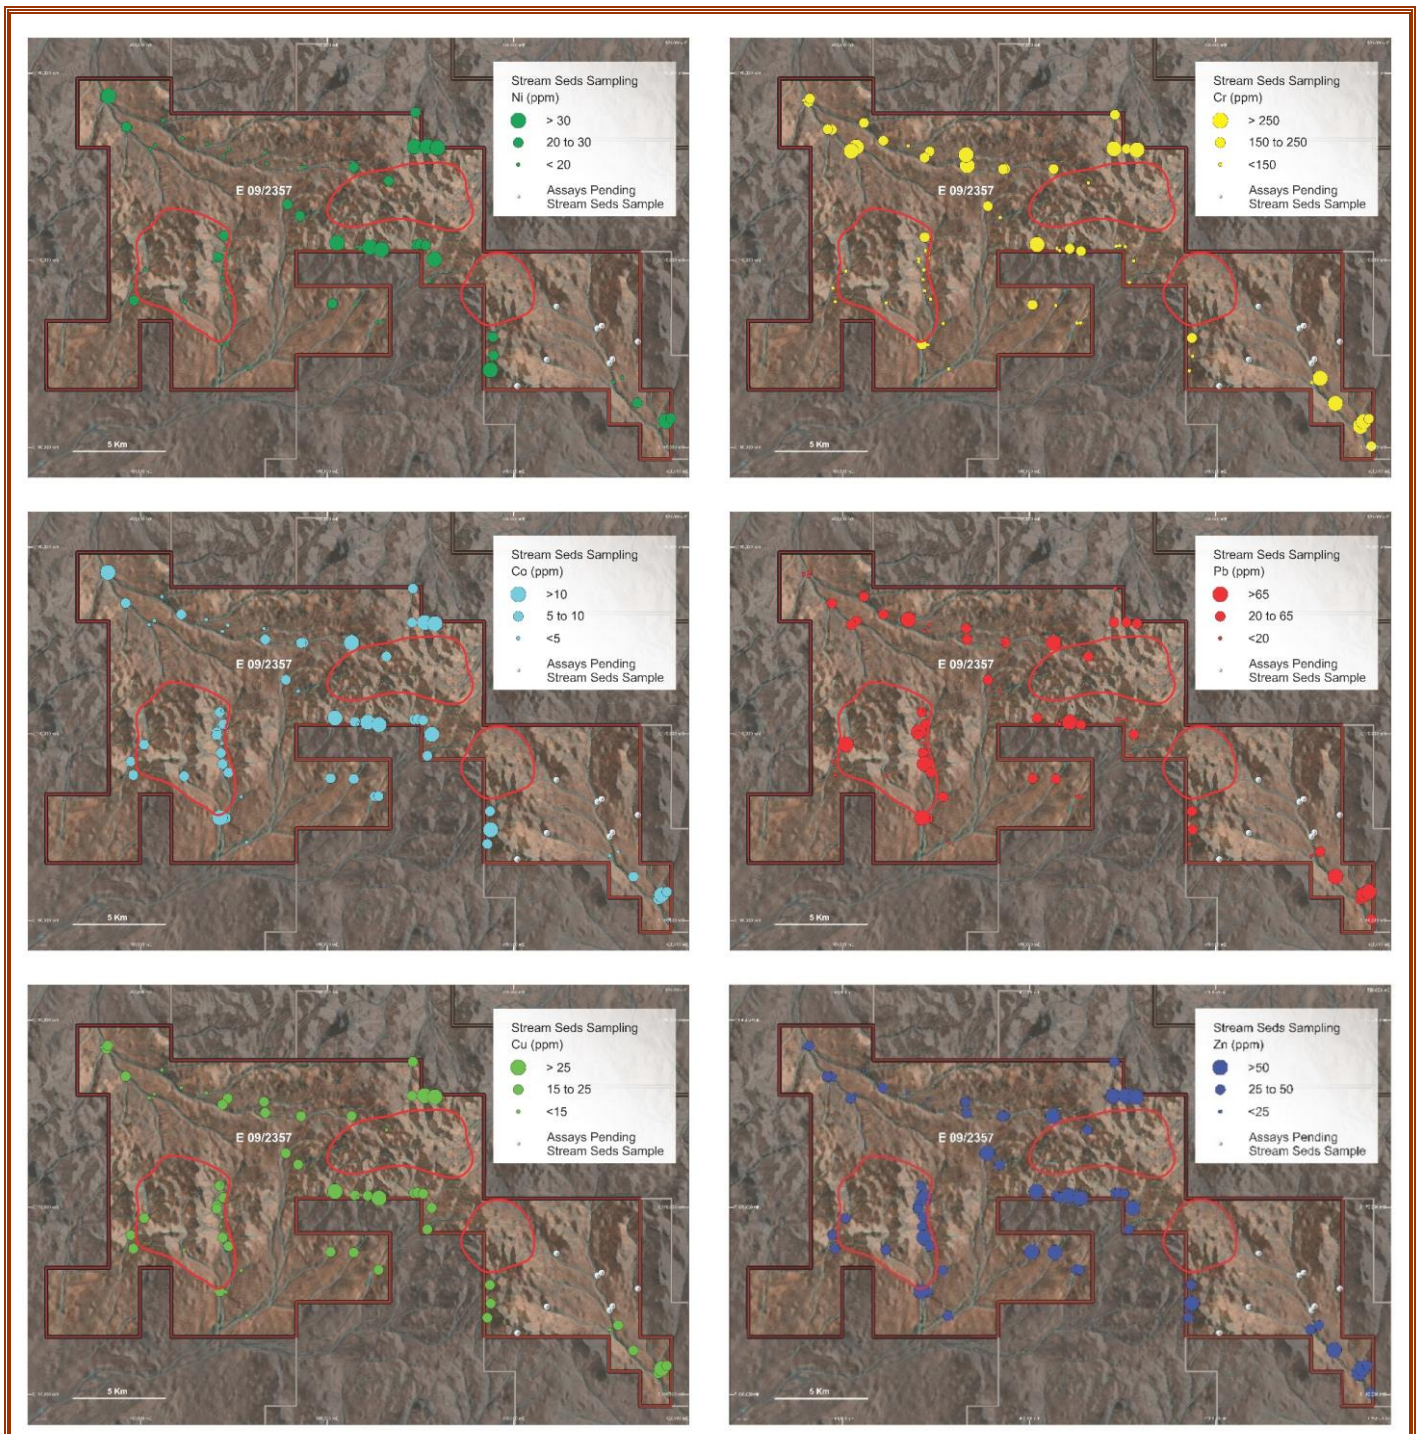 Stream Seds Sampling
Ni (ppm)
> 30
20 to 30
< 20
Assays Pending
Stream Seds Sample
E 09/2357
5 Km
Stream Seds Sampling
Cr (ppm)
> 250
150 to 250
<150
Assays Pending
Stream Seds Sample
E 09/2357
5 Km
Stream Seds Sampling
Co (ppm)
>10
5 to 10
<5
Assays Pending
Stream Seds Sample
E 09/2357
5 Km
Stream Seds Sampling
Pb (ppm)
>65
20 to 65
<20
Assays Pending
Stream Seds Sample
E 09/2357
5 Km
Stream Seds Sampling
Cu (ppm)
> 25
15 to 25
<15
Assays Pending
Stream Seds Sample
E 09/2357
5 Km
Stream Seds Sampling
Zn (ppm)
>50
25 to 50
<25
Assays Pending
Stream Seds Sample
E 09/2357
5 Km